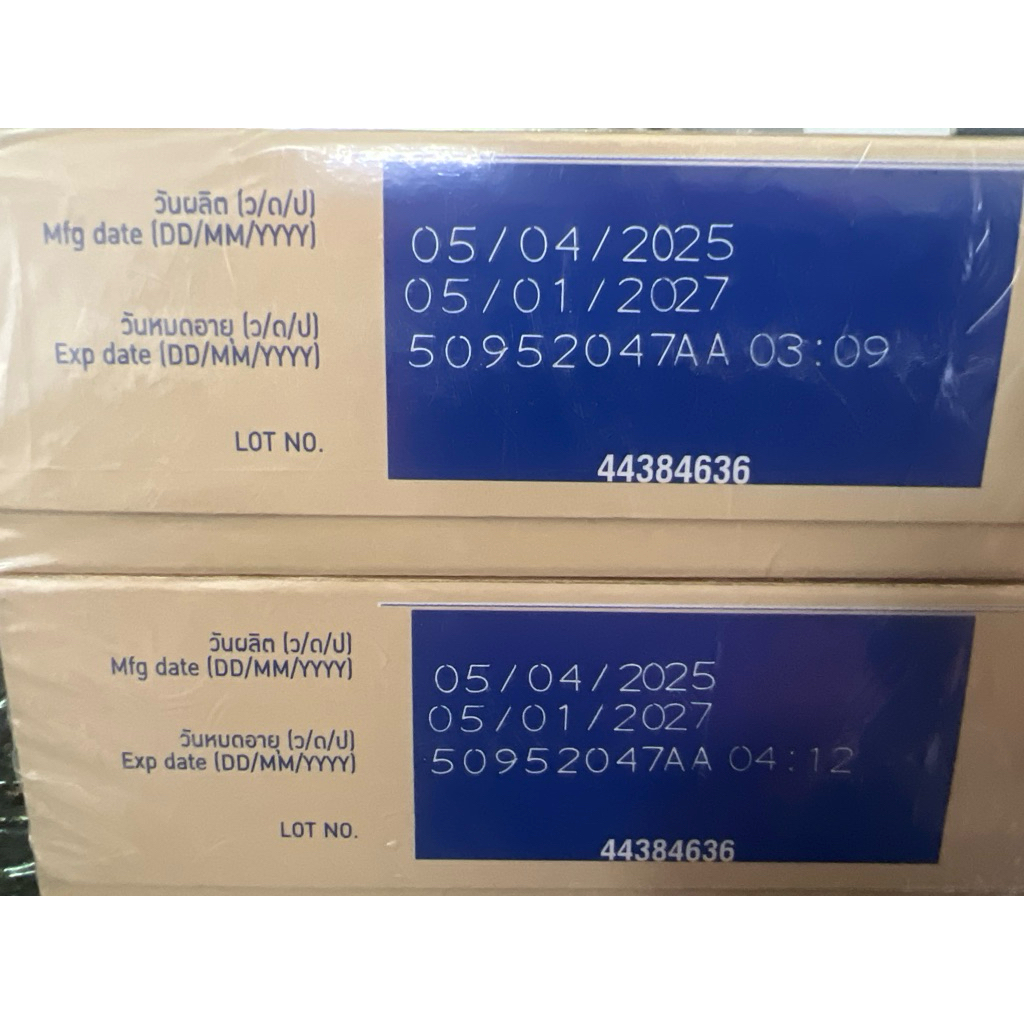 วันผลิต (ว/ด/ป)
Mfg date (DD/MM/YYYY)
05/04/2025
05/01/2027
วันหมดอายุ (ว/ด/ป)
Exp date (DD/MM/YYYY)
50952047AA 03:09
LOT NO.
44384636
วันผลิต (ว/ด/ป)
Mfg date (DD/MM/YYYY)
05/04/2025
05/01/2027
วันหมดอายุ (ว/ด/ป)
Exp date (DD/MM/YYYY)
50952047AA 04:12
LOT NO.
44384636